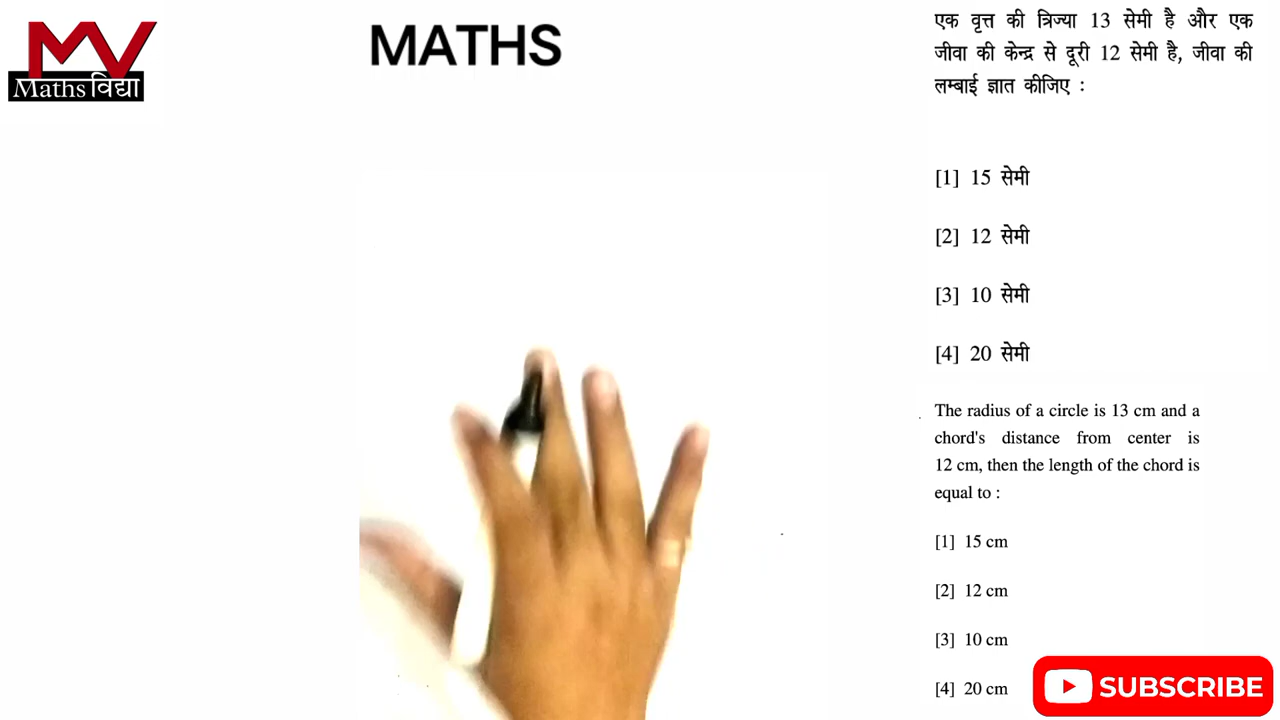 MV
Maths विद्या
MATHS
एक वृत्त की त्रिज्या 13 सेमी है और एक
जीवा की केन्द्र से दूरी 12 सेमी है, जीवा की
लम्बाई ज्ञात कीजिए :
[1] 15 सेमी
[2] 12 सेमी
[3] 10 सेमी
[4] 20 सेमी
The radius of a circle is 13 cm and a
chord's distance from center is
12 cm, then the length of the chord is
equal to :
[1] 15 cm
[2] 12 cm
[3] 10 cm
[4] 20 cm
SUBSCRIBE